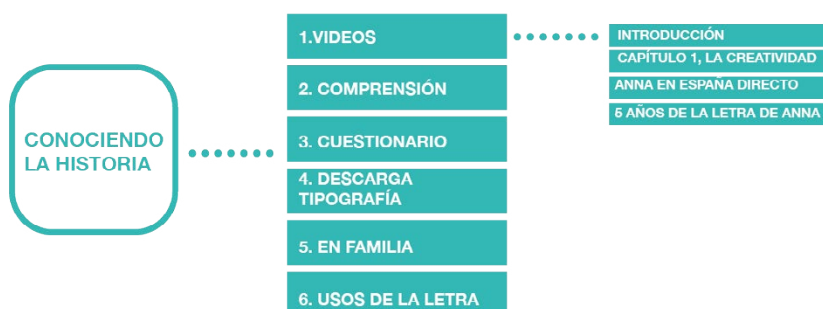 CONOCIENDO
LA HISTORIA
1.VIDEOS
2. COMPRENSIÓN
3. CUESTIONARIO
4. DESCARGA
TIPOGRAFÍA
5. EN FAMILIA
6. USOS DE LA LETRA
INTRODUCCIÓN
CAPÍTULO 1, LA CREATIVIDAD
ANNA EN ESPAÑA DIRECTO
5 AÑOS DE LA LETRA DE ANNA